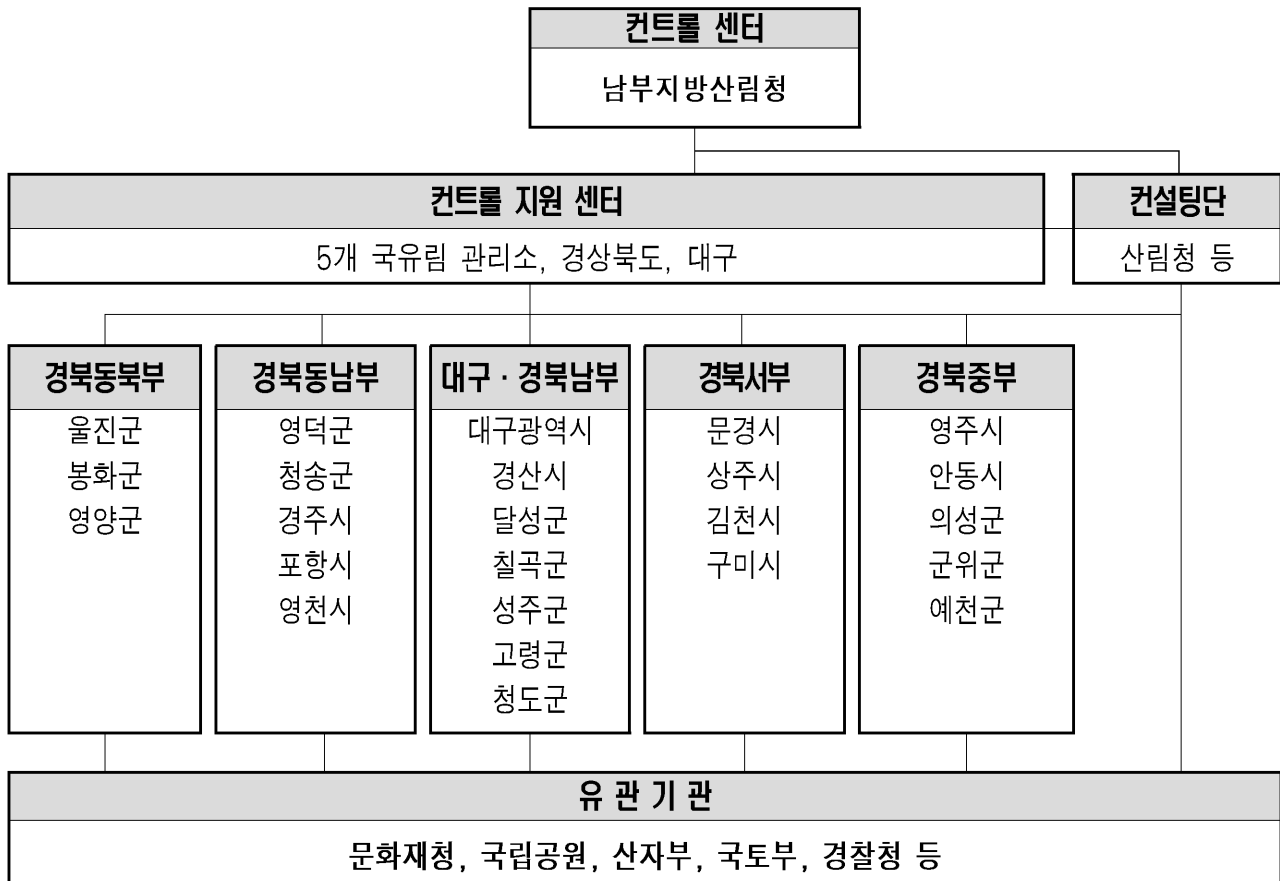 컨트롤 센터
남부지방산림청
컨트롤 지원 센터
5개 국유림 관리소, 경상북도, 대구
컨설팅단
산림청 등
경북동북부
울진군
봉화군
영양군
경북동남부
영덕군
청송군
경주시
포항시
영천시
대구 · 경북남부
대구광역시
경산시
달성군
칠곡군
성주군
고령군
청도군
경북서부
문경시
상주시
김천시
구미시
경북중부
영주시
안동시
의성군
군위군
예천군
유 관 기 관
문화재청, 국립공원, 산자부, 국토부, 경찰청 등